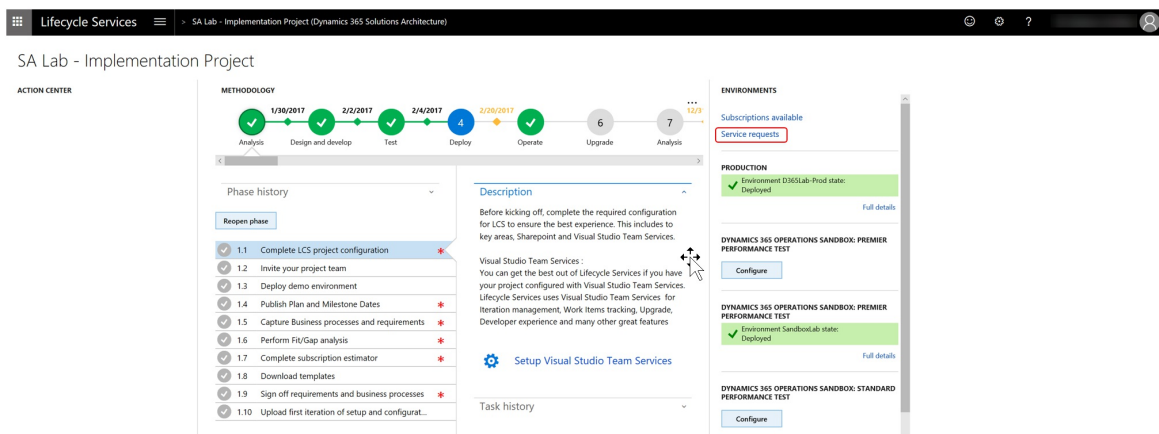 Lifecycle Services
> SA Lab - Implementation Project (Dynamics 365 Solutions Architecture)
?
SA Lab - Implementation Project
ACTION CENTER
METHODOLOGY
...
1/30/2017 2/2/2017 2/4/2017 2/20/2017 12/3
4 6 7
Analysis Design and develop Test Deploy Operate Upgrade Analysis
Phase history
Reopen phase
1.1 Complete LCS project configuration *
1.2 Invite your project team
1.3 Deploy demo environment
1.4 Publish Plan and Milestone Dates *
1.5 Capture Business processes and requirements *
1.6 Perform Fit/Gap analysis *
1.7 Complete subscription estimator *
1.8 Download templates
1.9 Sign off requirements and business processes *
1.10 Upload first iteration of setup and configurat...
Description
Before kicking off, complete the required configuration
for LCS to ensure the best experience. This includes to
key areas, Sharepoint and Visual Studio Team Services.
Visual Studio Team Services :
You can get the best out of Lifecycle Services if you have
your project configured with Visual Studio Team Services.
Lifecycle Services uses Visual Studio Team Services for
Iteration management, Work Items tracking, Upgrade,
Developer experience and many other great features
Setup Visual Studio Team Services
Task history
ENVIRONMENTS
Subscriptions available
Service requests
PRODUCTION
Environment D365Lab-Prod state:
Deployed
Full details
DYNAMICS 365 OPERATIONS SANDBOX: PREMIER
PERFORMANCE TEST
Configure
DYNAMICS 365 OPERATIONS SANDBOX: PREMIER
PERFORMANCE TEST
Environment SandboxLab state:
Deployed
Full details
DYNAMICS 365 OPERATIONS SANDBOX: STANDARD
PERFORMANCE TEST
Configure